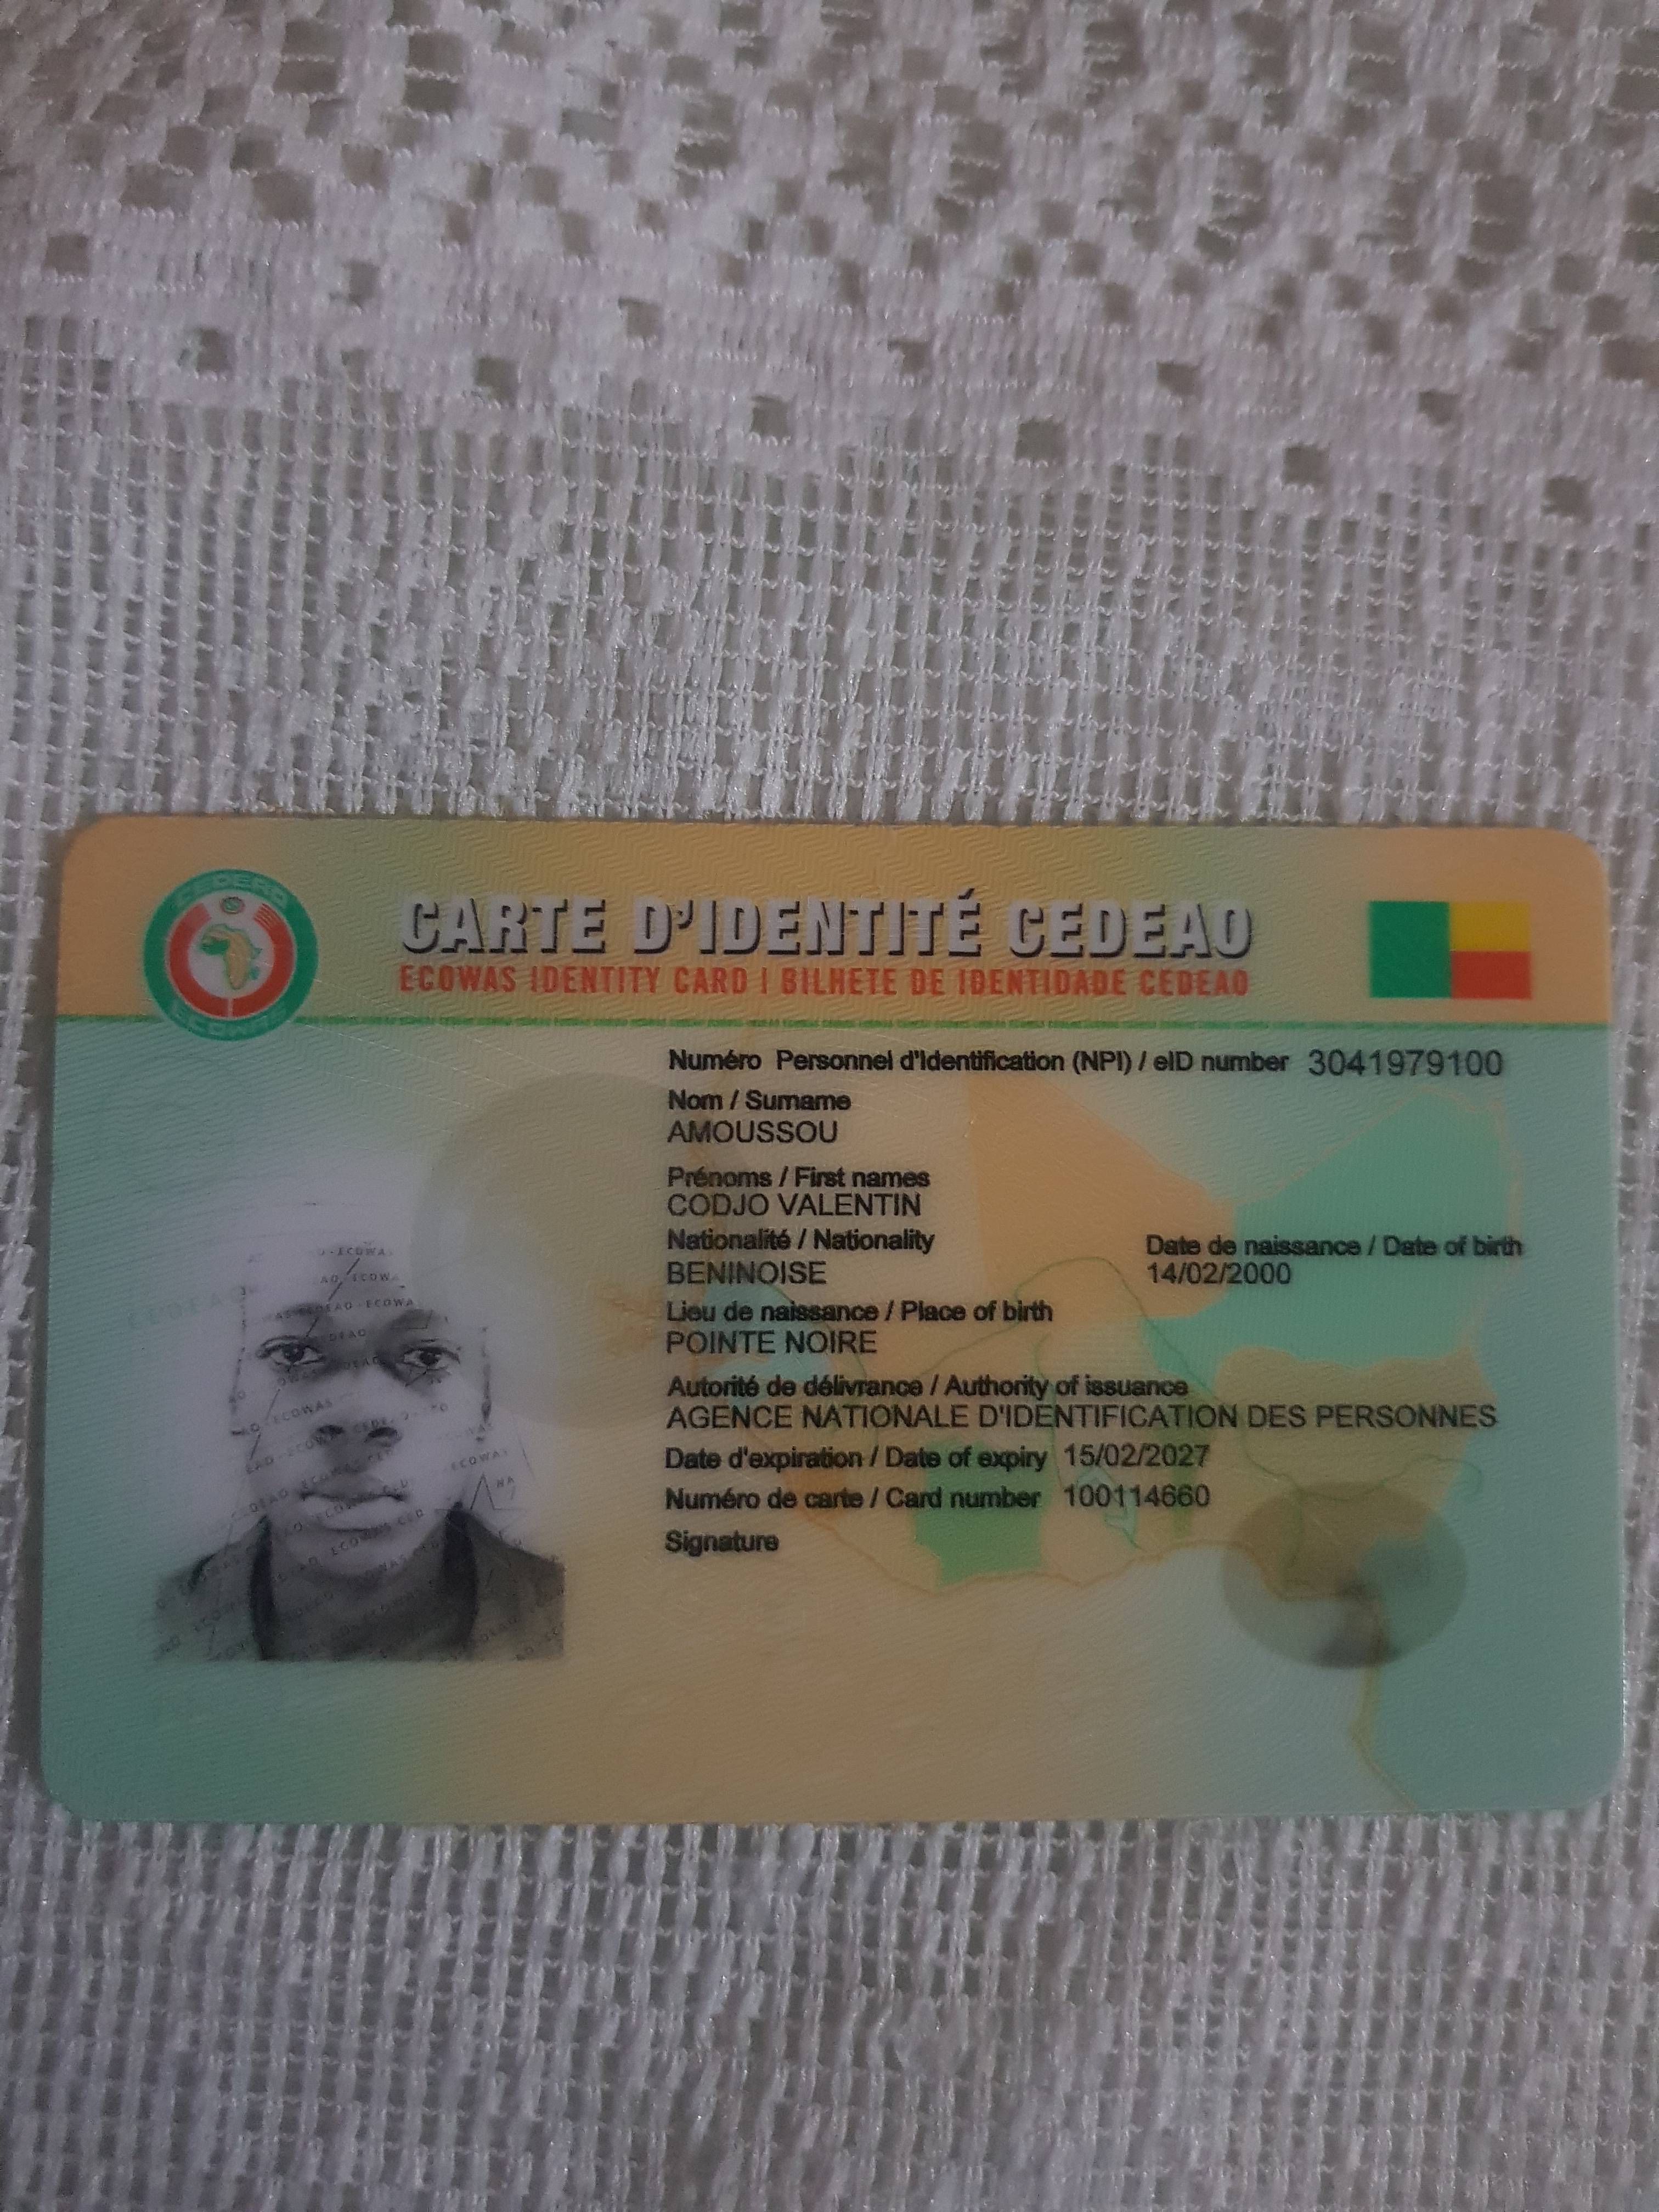 CEDEAO
ECOWAS
CARTE D'IDENTITÉ CEDEAO
ECOWAS IDENTITY CARD | BILHETE DE IDENTIDADE CEDEAO
Numéro Personnel d'Identification (NPI) / eID number 3041979100
Nom / Surname
AMOUSSOU
Prénoms / First names
CODJO VALENTIN
Nationalité / Nationality
BENINOISE
Date de naissance / Date of birth
14/02/2000
Lieu de naissance / Place of birth
POINTE NOIRE
Autorité de délivrance / Authority of issuance
AGENCE NATIONALE D'IDENTIFICATION DES PERSONNES
Date d'expiration / Date of expiry 15/02/2027
Numéro de carte / Card number 100114660
Signature